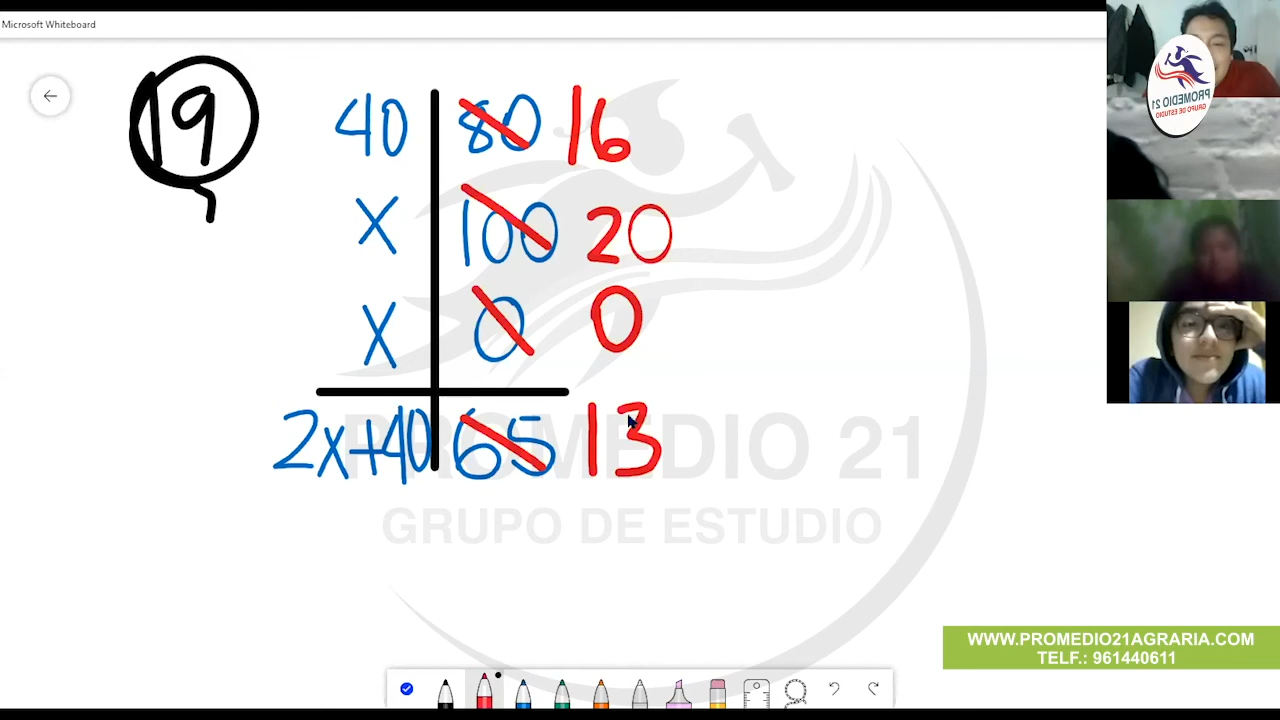 Microsoft Whiteboard
19
40 80 16
x 100 20
x 0 0
2x+40 65 13
PROMEDIO 21
GRUPO DE ESTUDIO
PROMEDIO 21
GRUPO DE ESTUDIO
WWW.PROMEDIO21AGRARIA.COM
TELF.: 961440611